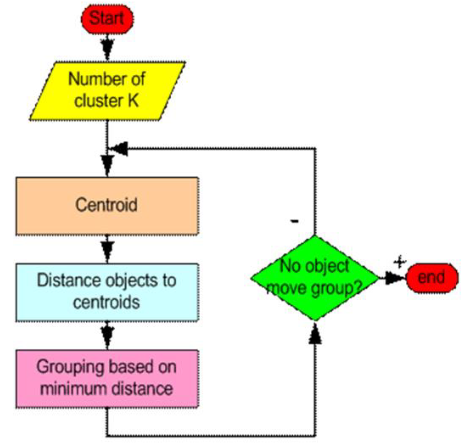 Start
Number of
cluster K
Centroid
Distance objects to
centroids
Grouping based on
minimum distance
-
No object
move group?
+
end